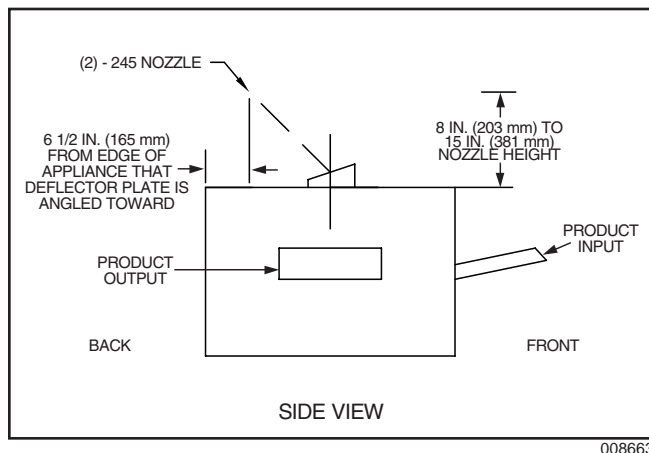 (2) - 245 NOZZLE
6 1/2 IN. (165 mm)
FROM EDGE OF
APPLIANCE THAT
DEFLECTOR PLATE IS
ANGLED TOWARD
8 IN. (203 mm) TO
15 IN. (381 mm)
NOZZLE HEIGHT
PRODUCT
INPUT
PRODUCT
OUTPUT
BACK
FRONT
SIDE VIEW
008663